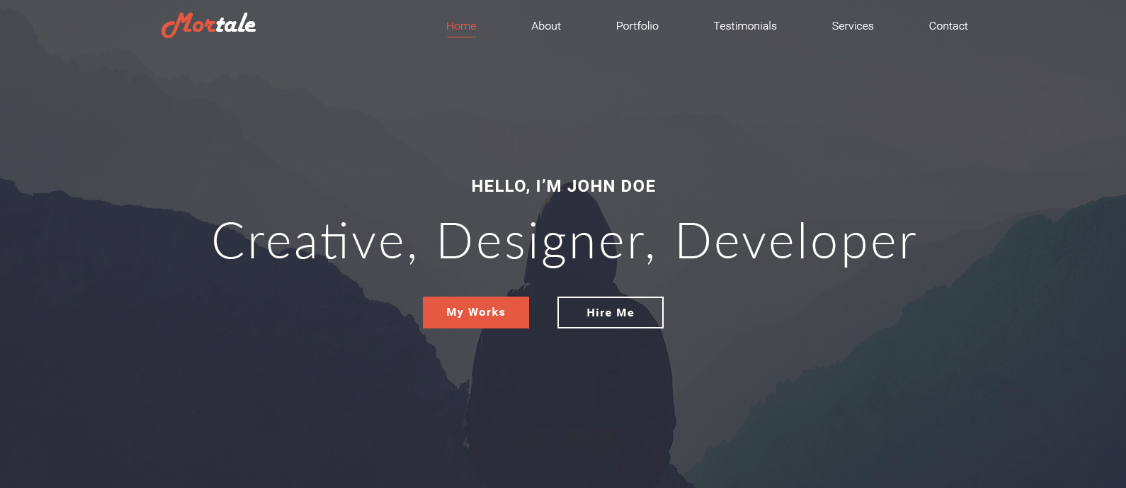 Mortale
Home About Portfolio Testimonials Services Contact
HELLO, I’M JOHN DOE
Creative, Designer, Developer
My Works Hire Me